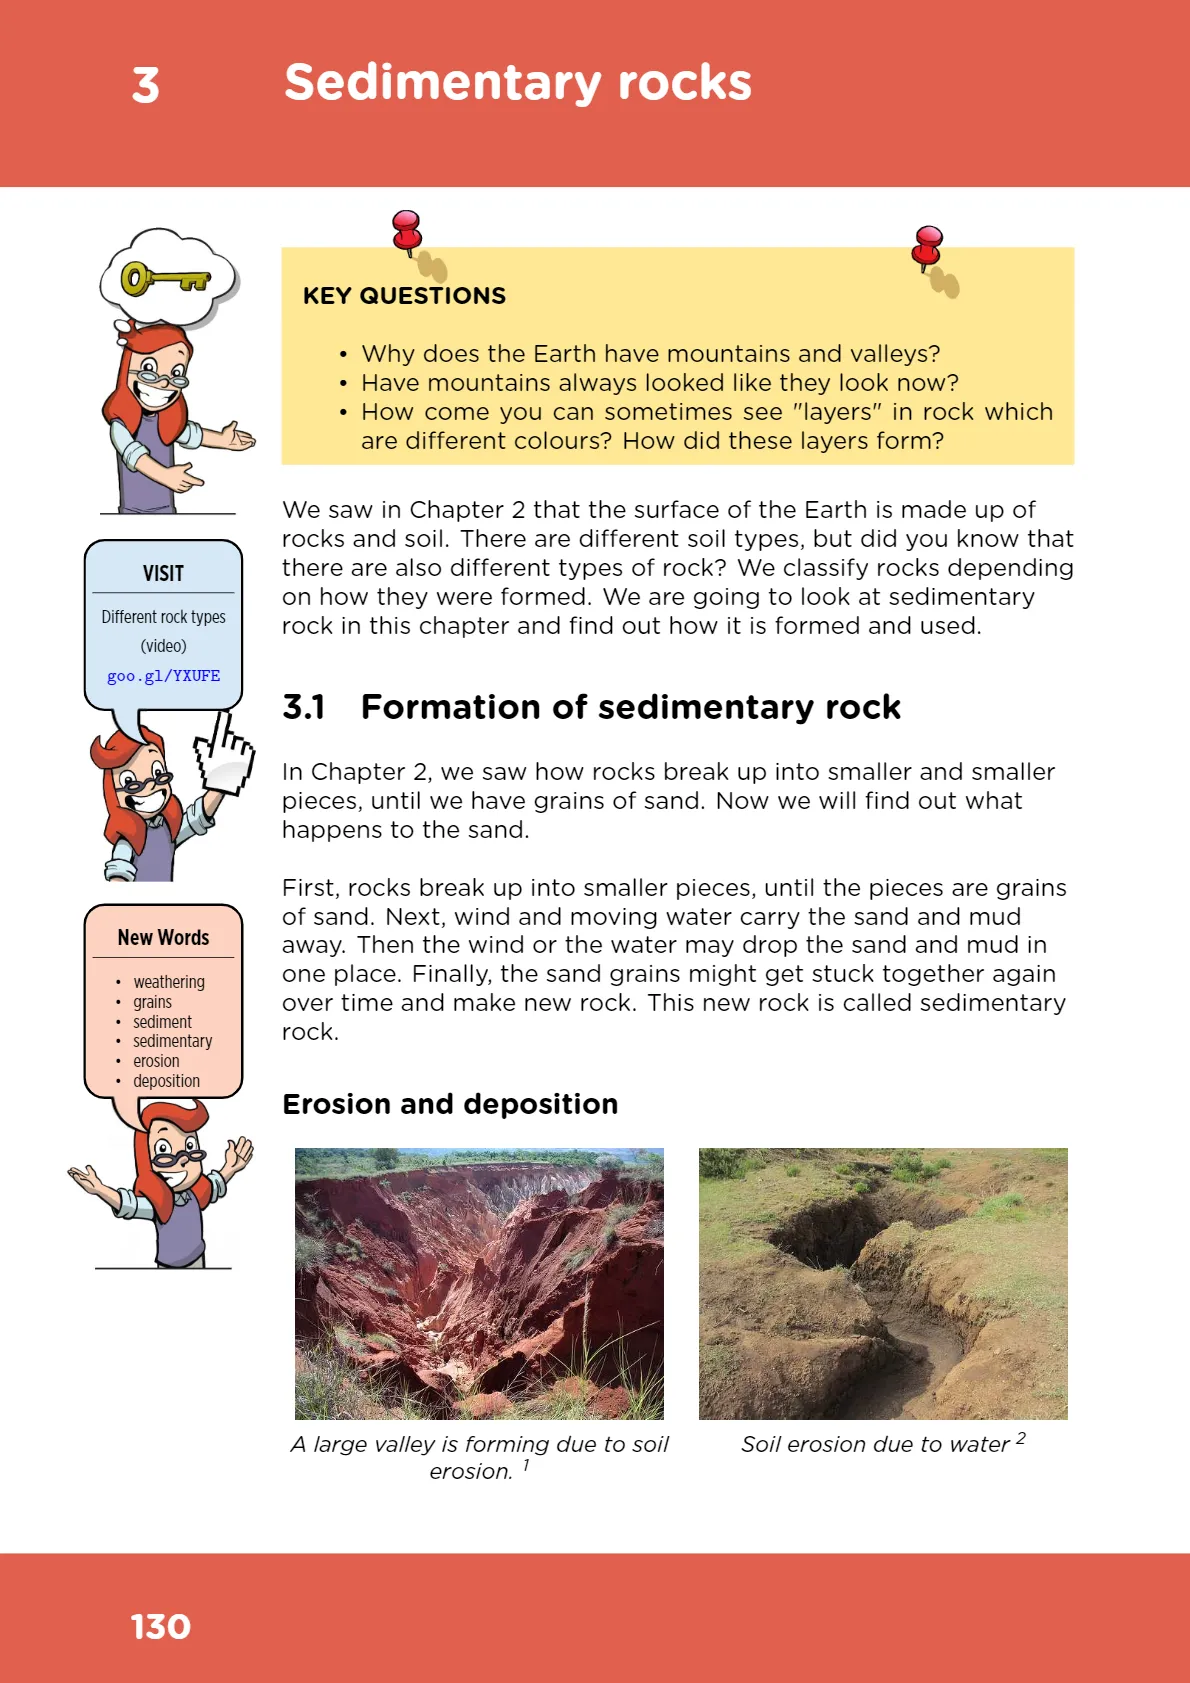 3 Sedimentary rocks
KEY QUESTIONS
• Why does the Earth have mountains and valleys?
• Have mountains always looked like they look now?
• How come you can sometimes see "layers" in rock which
are different colours? How did these layers form?
We saw in Chapter 2 that the surface of the Earth is made up of
rocks and soil. There are different soil types, but did you know that
there are also different types of rock? We classify rocks depending
on how they were formed. We are going to look at sedimentary
rock in this chapter and find out how it is formed and used.
VISIT
Different rock types
(video)
goo.gl/YXUFE
3.1 Formation of sedimentary rock
In Chapter 2, we saw how rocks break up into smaller and smaller
pieces, until we have grains of sand. Now we will find out what
happens to the sand.
First, rocks break up into smaller pieces, until the pieces are grains
of sand. Next, wind and moving water carry the sand and mud
away. Then the wind or the water may drop the sand and mud in
one place. Finally, the sand grains might get stuck together again
over time and make new rock. This new rock is called sedimentary
rock.
New Words
• weathering
• grains
• sediment
• sedimentary
• erosion
• deposition
Erosion and deposition
A large valley is forming due to soil
erosion. 1
Soil erosion due to water 2
130